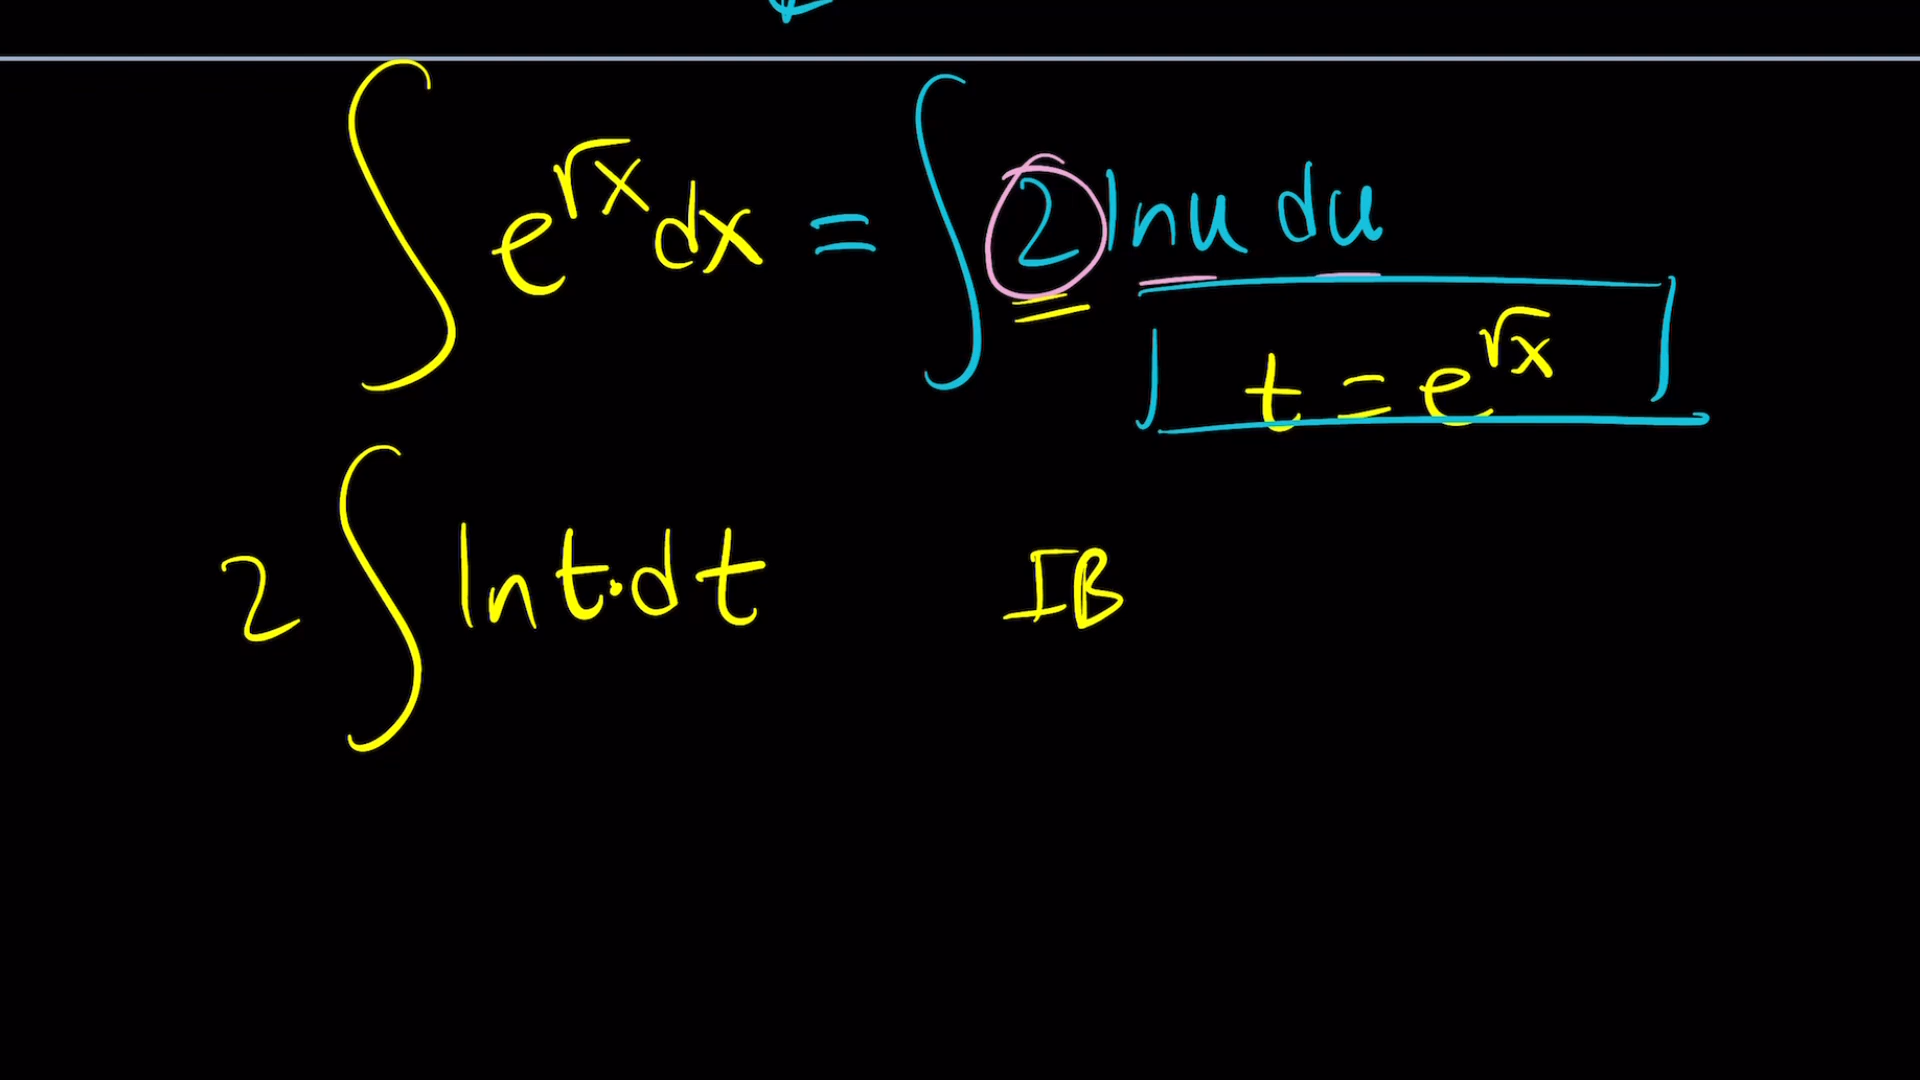 ∫ e^√x dx = ∫ 2 ln u du
t = e^√x
2 ∫ ln t · dt IB